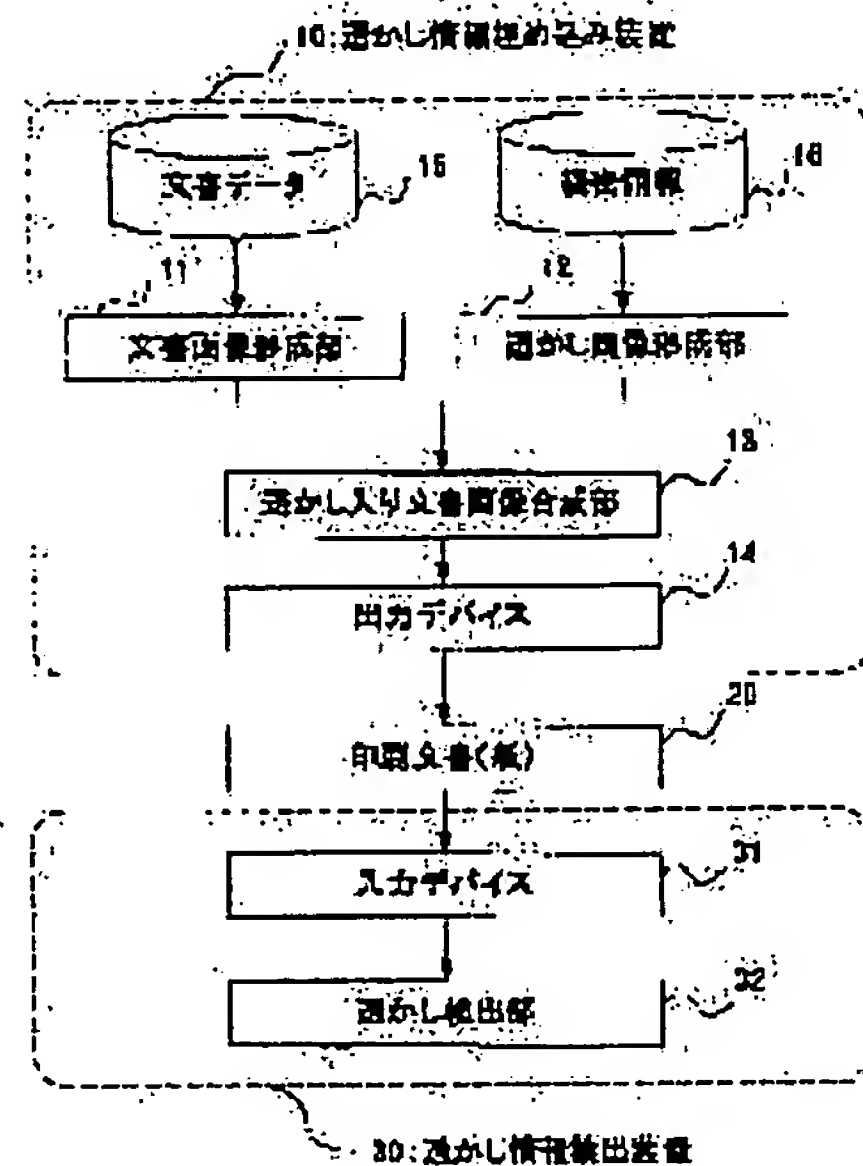 10:透かし情報埋め込み装置
文書データ
15
機密情報
16
11
12
文書画像形成部
透かし画像形成部
13
透かし入り文書画像合成部
14
出力デバイス
20
印刷文書(紙)
31
入力デバイス
32
透かし検出部
30:透かし情報検出装置